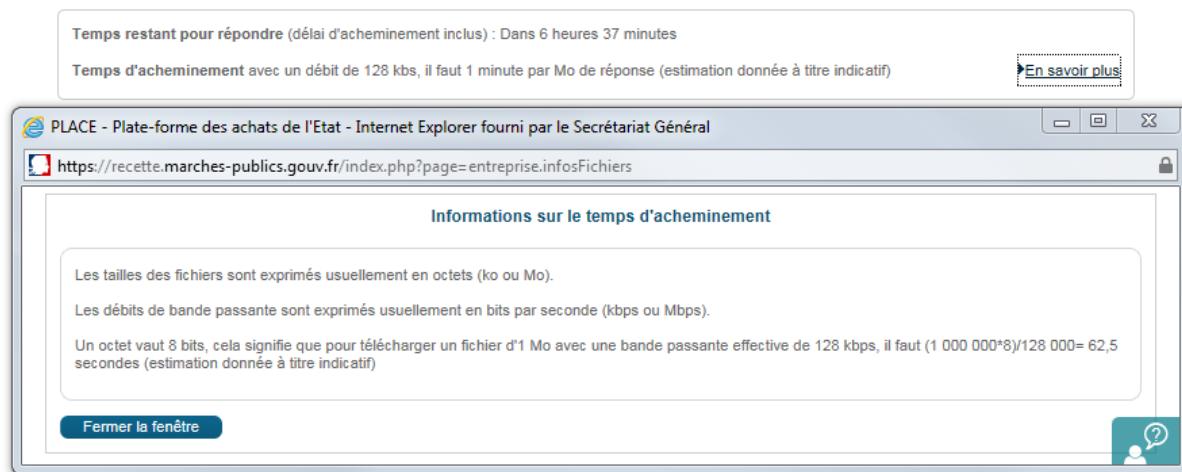 Temps restant pour répondre (délai d'acheminement inclus) : Dans 6 heures 37 minutes
Temps d'acheminement avec un débit de 128 kbs, il faut 1 minute par Mo de réponse (estimation donnée à titre indicatif)
En savoir plus
PLACE - Plate-forme des achats de l'Etat - Internet Explorer fourni par le Secrétariat Général
https://recette.marches-publics.gouv.fr/index.php?page=entreprise.infosFichiers
Informations sur le temps d'acheminement
Les tailles des fichiers sont exprimés usuellement en octets (ko ou Mo).
Les débits de bande passante sont exprimés usuellement en bits par seconde (kbps ou Mbps).
Un octet vaut 8 bits, cela signifie que pour télécharger un fichier d'1 Mo avec une bande passante effective de 128 kbps, il faut (1 000 000*8)/128 000= 62,5
secondes (estimation donnée à titre indicatif)
Fermer la fenêtre